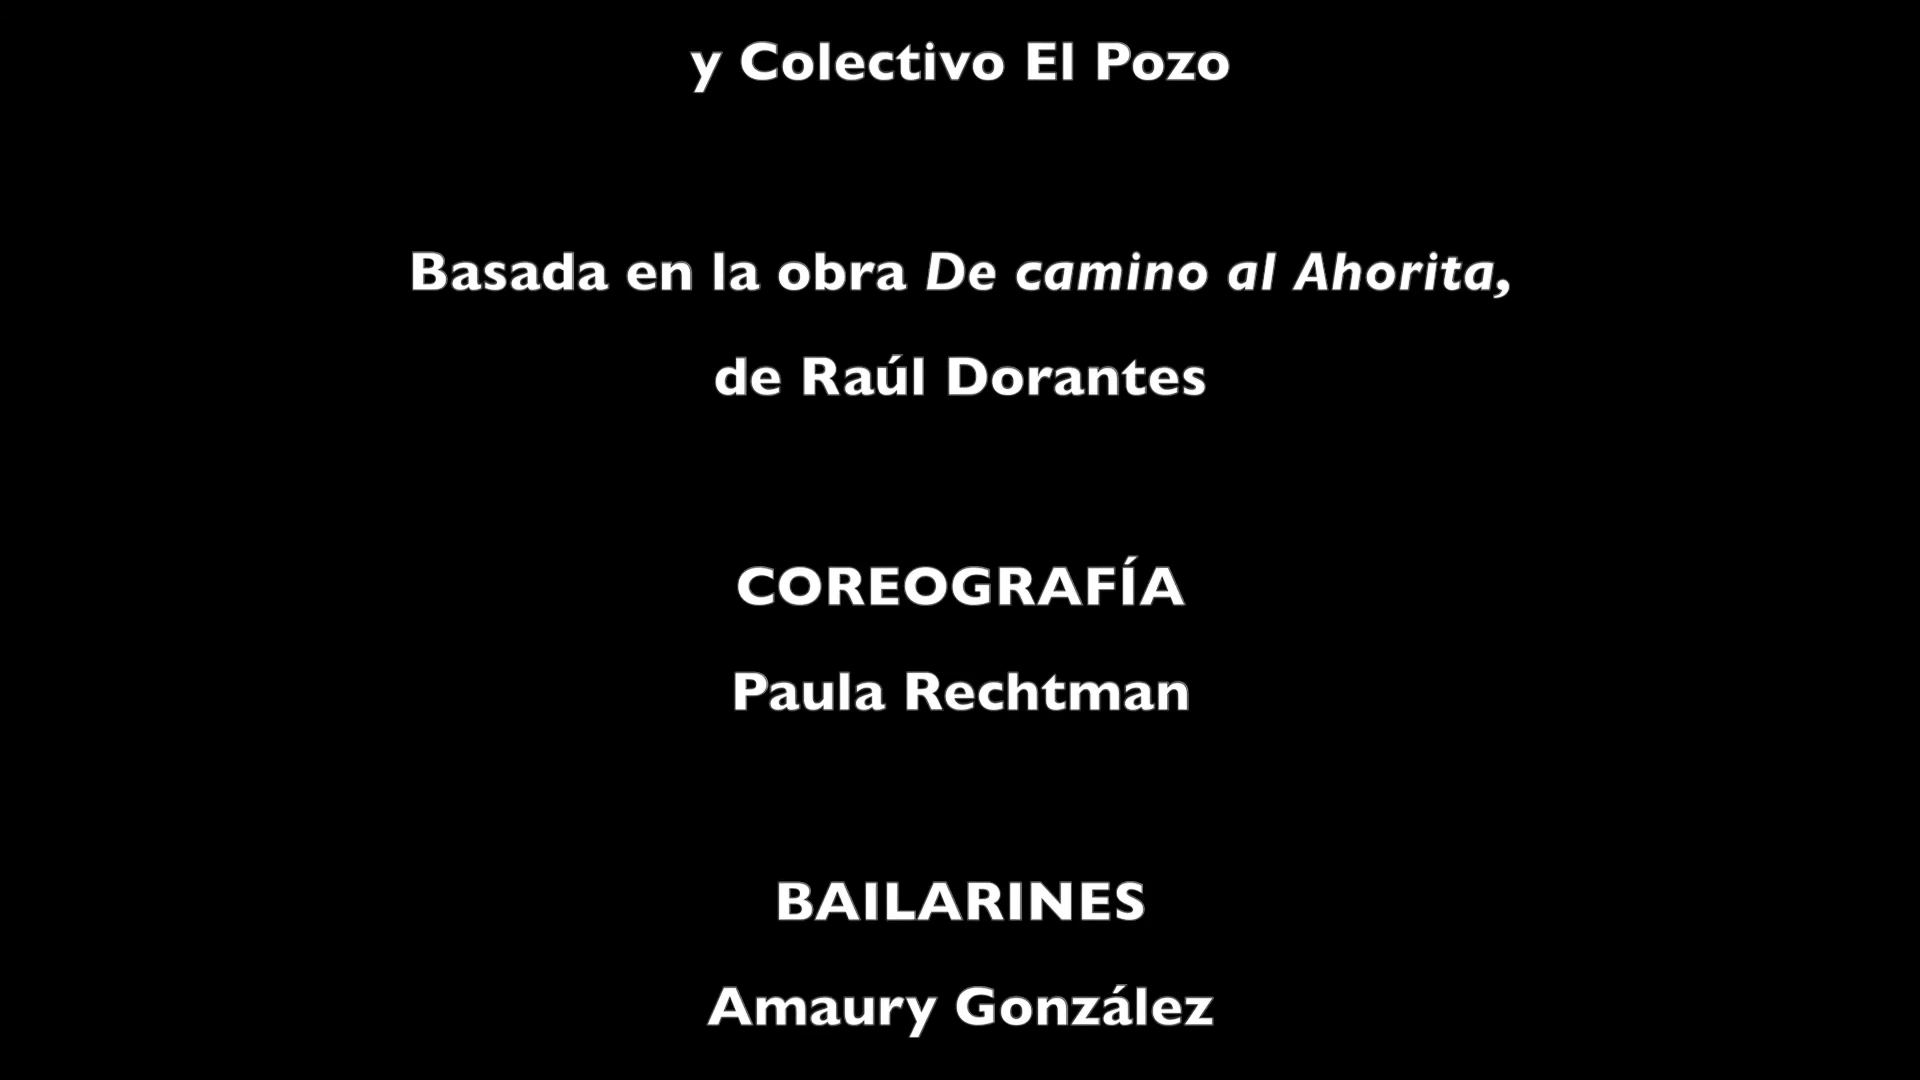 y Colectivo El Pozo
Basada en la obra De camino al Ahorita,
de Raúl Dorantes
COREOGRAFÍA
Paula Rechtman
BAILARINES
Amaury González